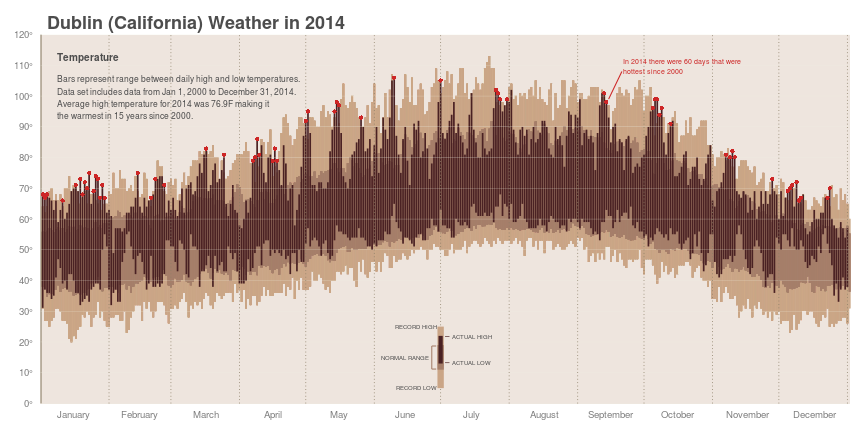 Dublin (California) Weather in 2014
120°
110°
100°
90°
80°
70°
60°
50°
40°
30°
20°
10°
0°
Temperature
Bars represent range between daily high and low temperatures.
Data set includes data from Jan 1, 2000 to December 31, 2014.
Average high temperature for 2014 was 76.9F making it
the warmest in 15 years since 2000.
In 2014 there were 60 days that were
hottest since 2000
RECORD HIGH
ACTUAL HIGH
NORMAL RANGE
ACTUAL LOW
RECORD LOW
January February March April May June July August September October November December